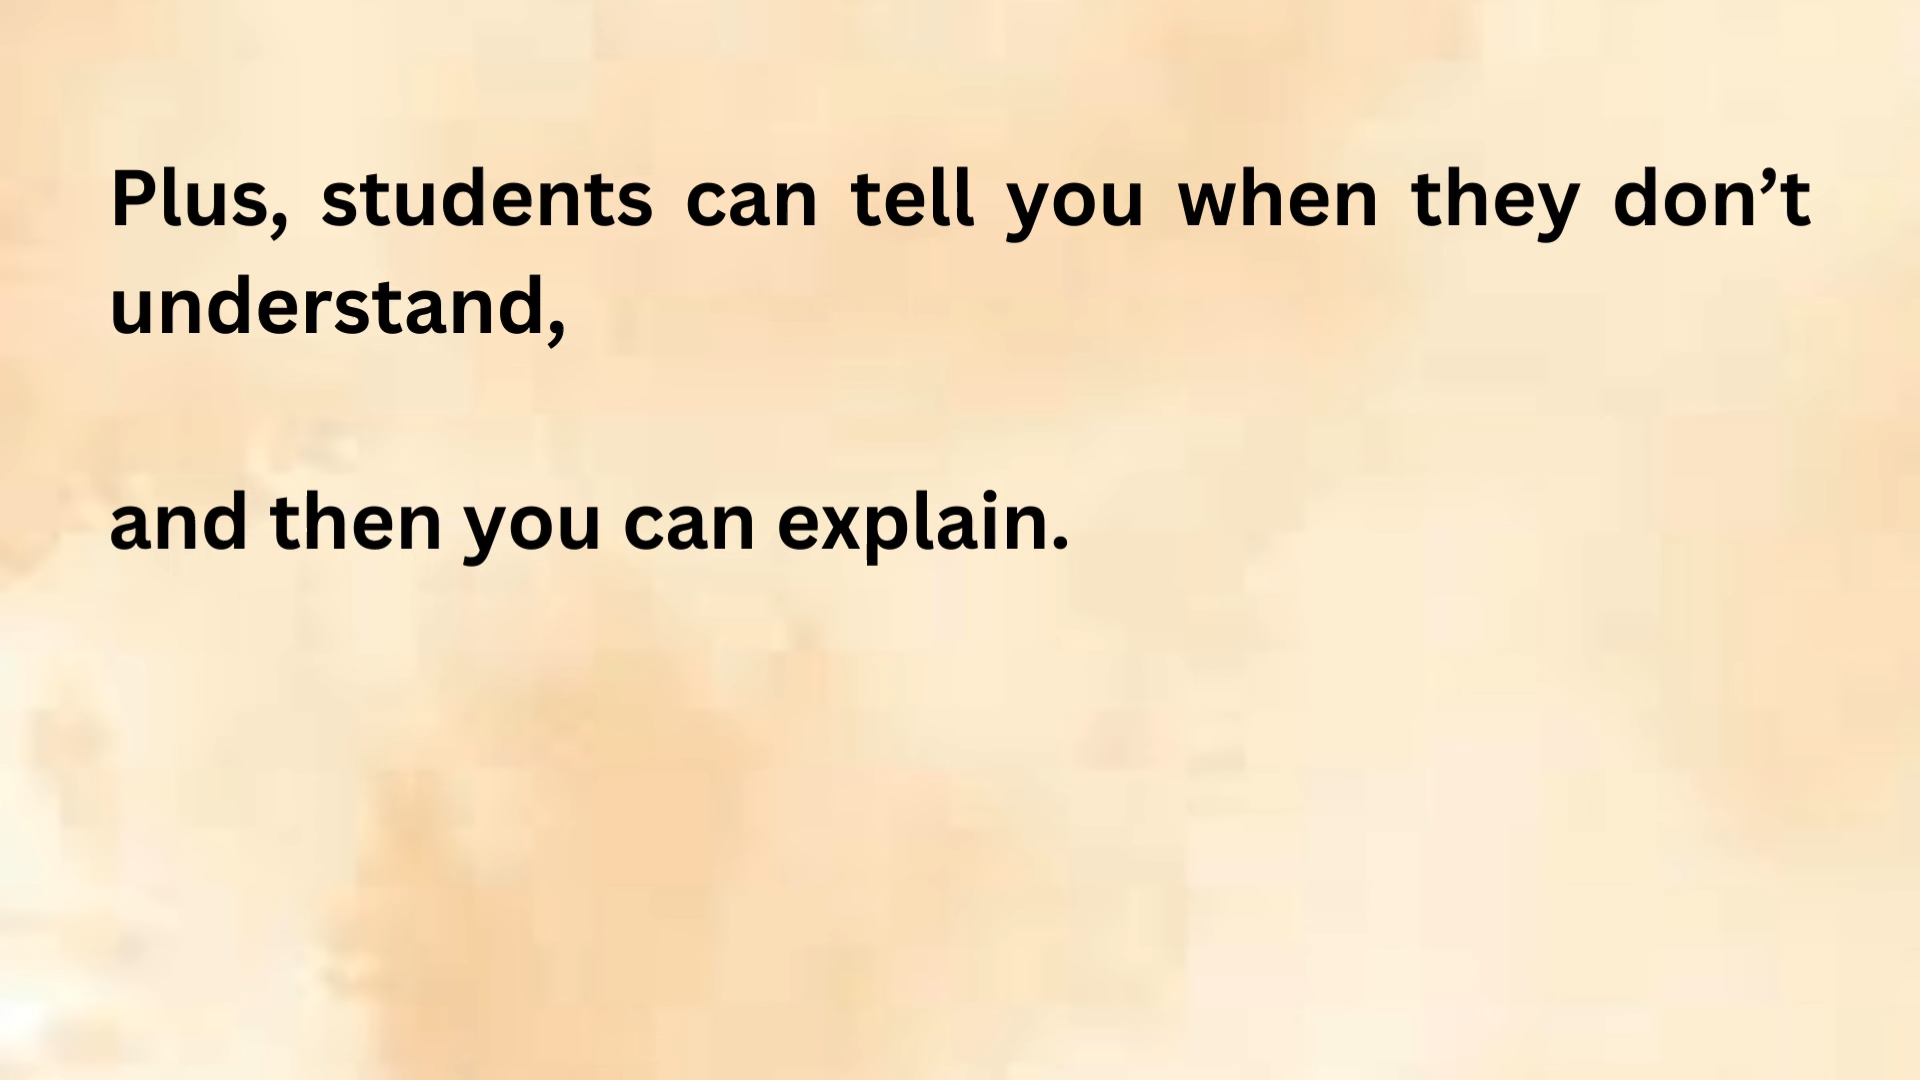 Plus, students can tell you when they don’t
understand,
and then you can explain.